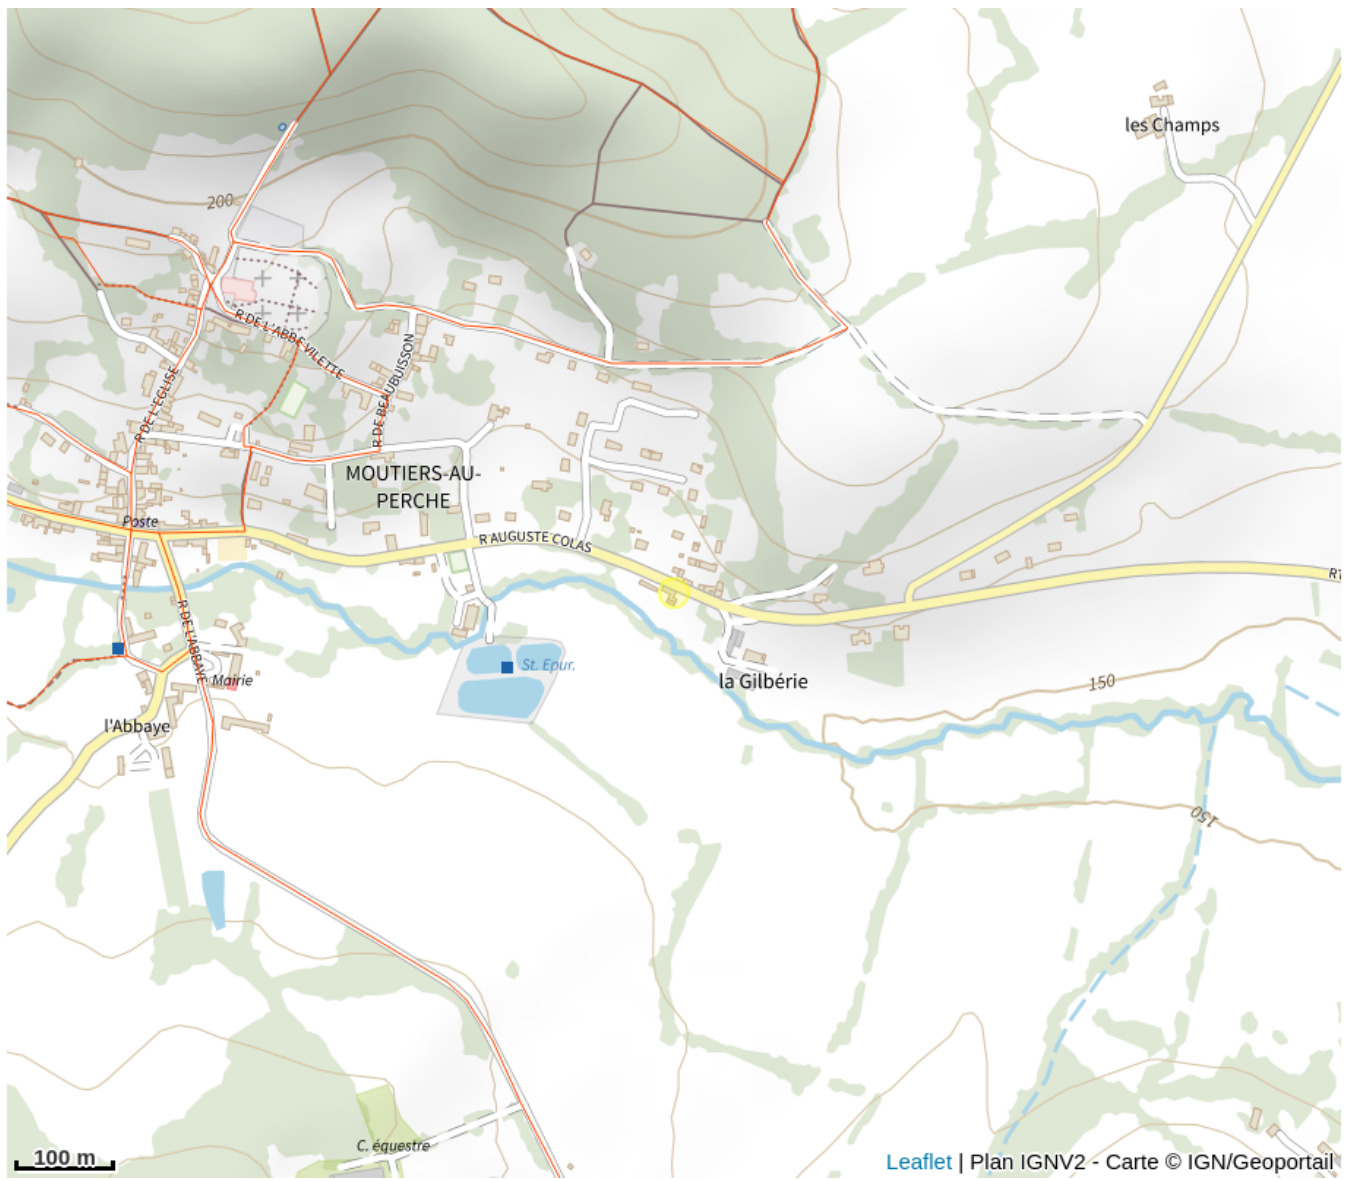 les Champs
200
R DE L'ABBE VILETTE
R DE BEAUBUISSON
R DE L'EGLISE
MOUTIERS-AU-
PERCHE
Poste
R AUGUSTE COLAS
R DE L'ABBAYE
St. Epur.
Mairie
la Gilbérie
150
l'Abbaye
150
C. équestre
100 m
Leaflet | Plan IGNV2 - Carte © IGN/Geoportail